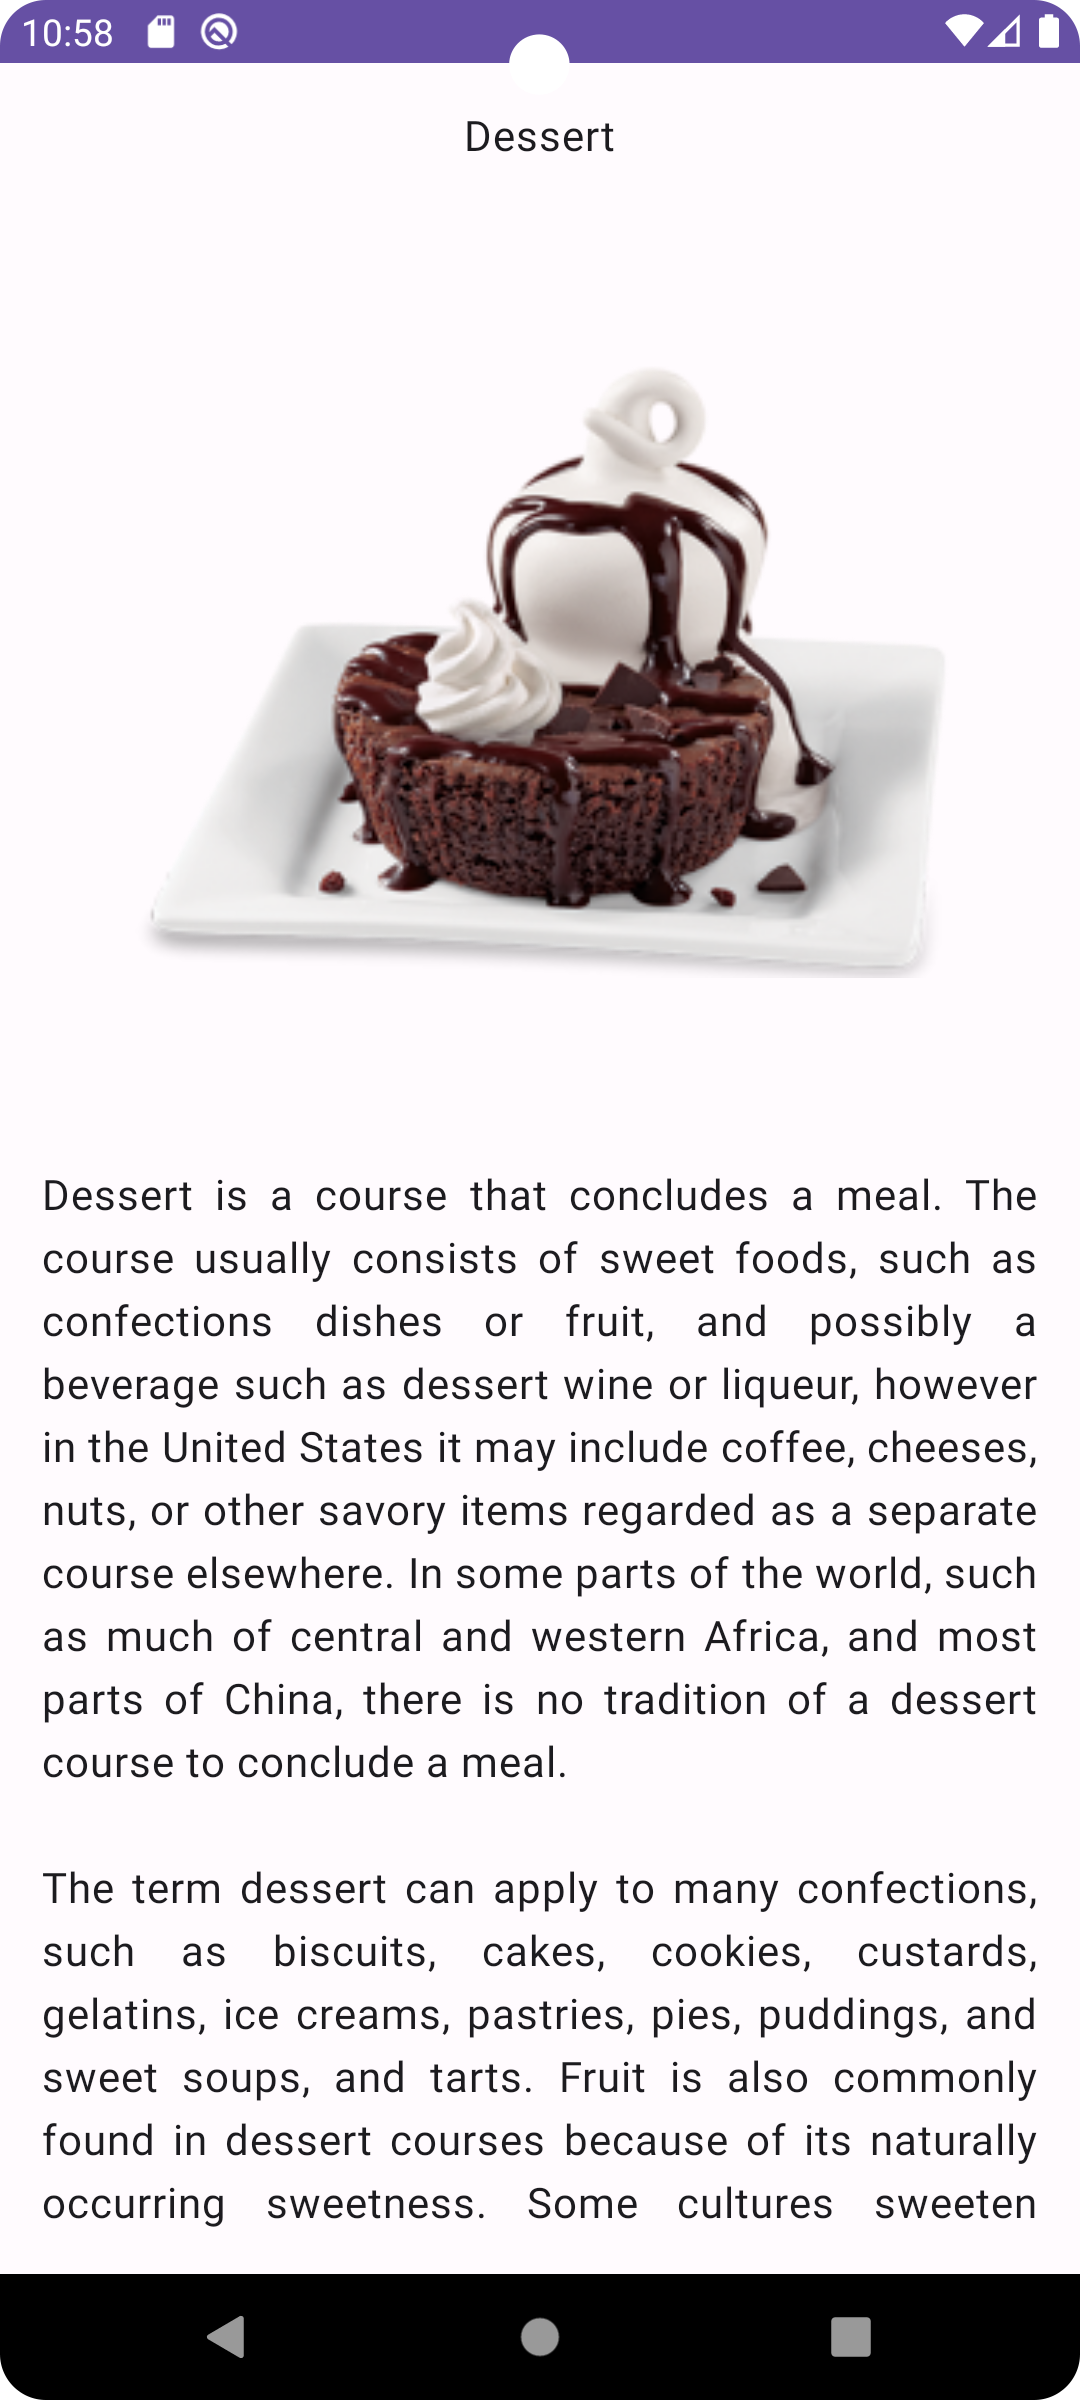 10:58
Dessert
Dessert is a course that concludes a meal. The
course usually consists of sweet foods, such as
confections dishes or fruit, and possibly a
beverage such as dessert wine or liqueur, however
in the United States it may include coffee, cheeses,
nuts, or other savory items regarded as a separate
course elsewhere. In some parts of the world, such
as much of central and western Africa, and most
parts of China, there is no tradition of a dessert
course to conclude a meal.
The term dessert can apply to many confections,
such as biscuits, cakes, cookies, custards,
gelatins, ice creams, pastries, pies, puddings, and
sweet soups, and tarts. Fruit is also commonly
found in dessert courses because of its naturally
occurring sweetness. Some cultures sweeten